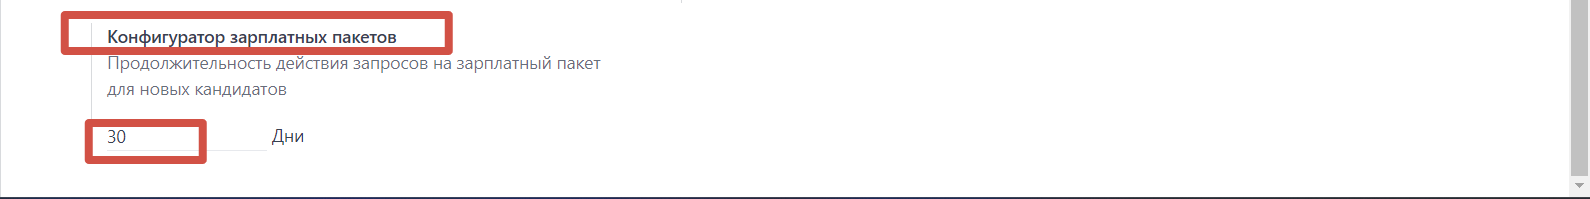 Конфигуратор зарплатных пакетов
Продолжительность действия запросов на зарплатный пакет
для новых кандидатов
30 Дни